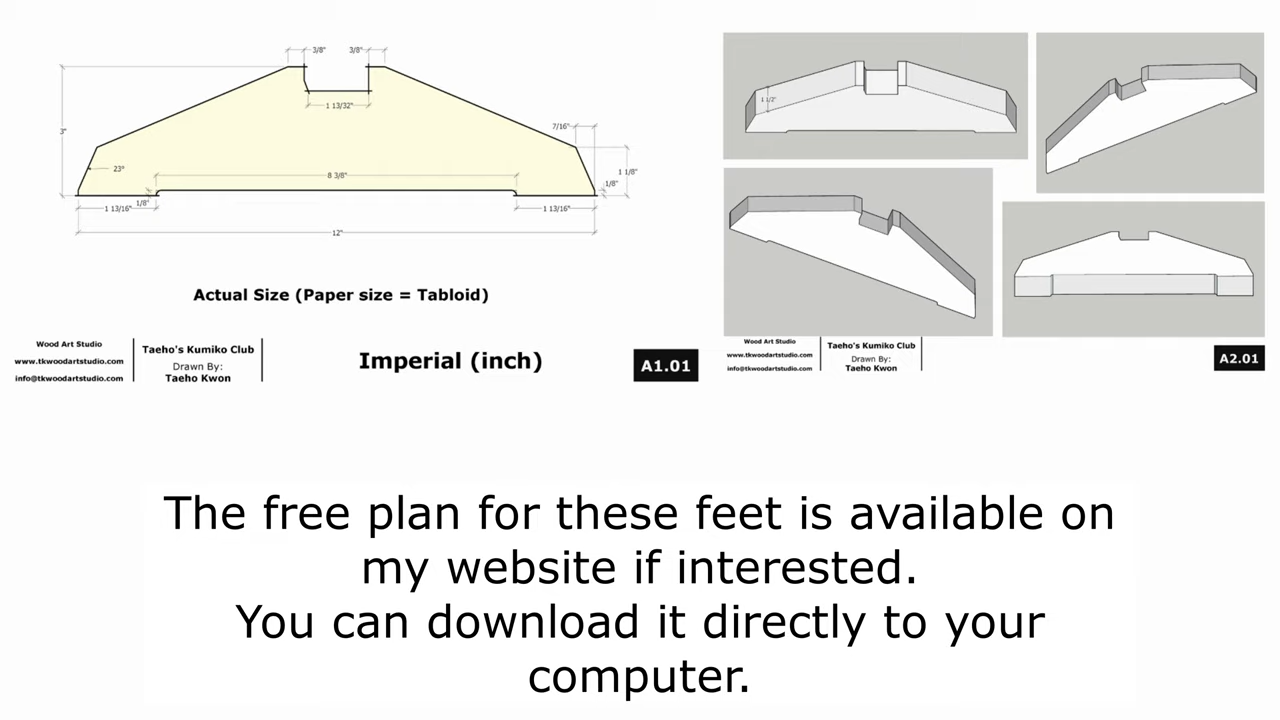 3/8" 3/8"
1 13/32"
3"
7/16"
23°
8 3/8"
1 1/8"
1/8"
1/8"
1 13/16" 1 13/16"
12"
Actual Size (Paper size = Tabloid)
Wood Art Studio
www.tkwoodartstudio.com
info@tkwoodartstudio.com
Taeho's Kumiko Club
Drawn By:
Taeho Kwon
Imperial (inch)
A1.01
1 1/2"
Wood Art Studio
www.tkwoodartstudio.com
info@tkwoodartstudio.com
Taeho's Kumiko Club
Drawn By:
Taeho Kwon
A2.01
The free plan for these feet is available on
my website if interested.
You can download it directly to your
computer.